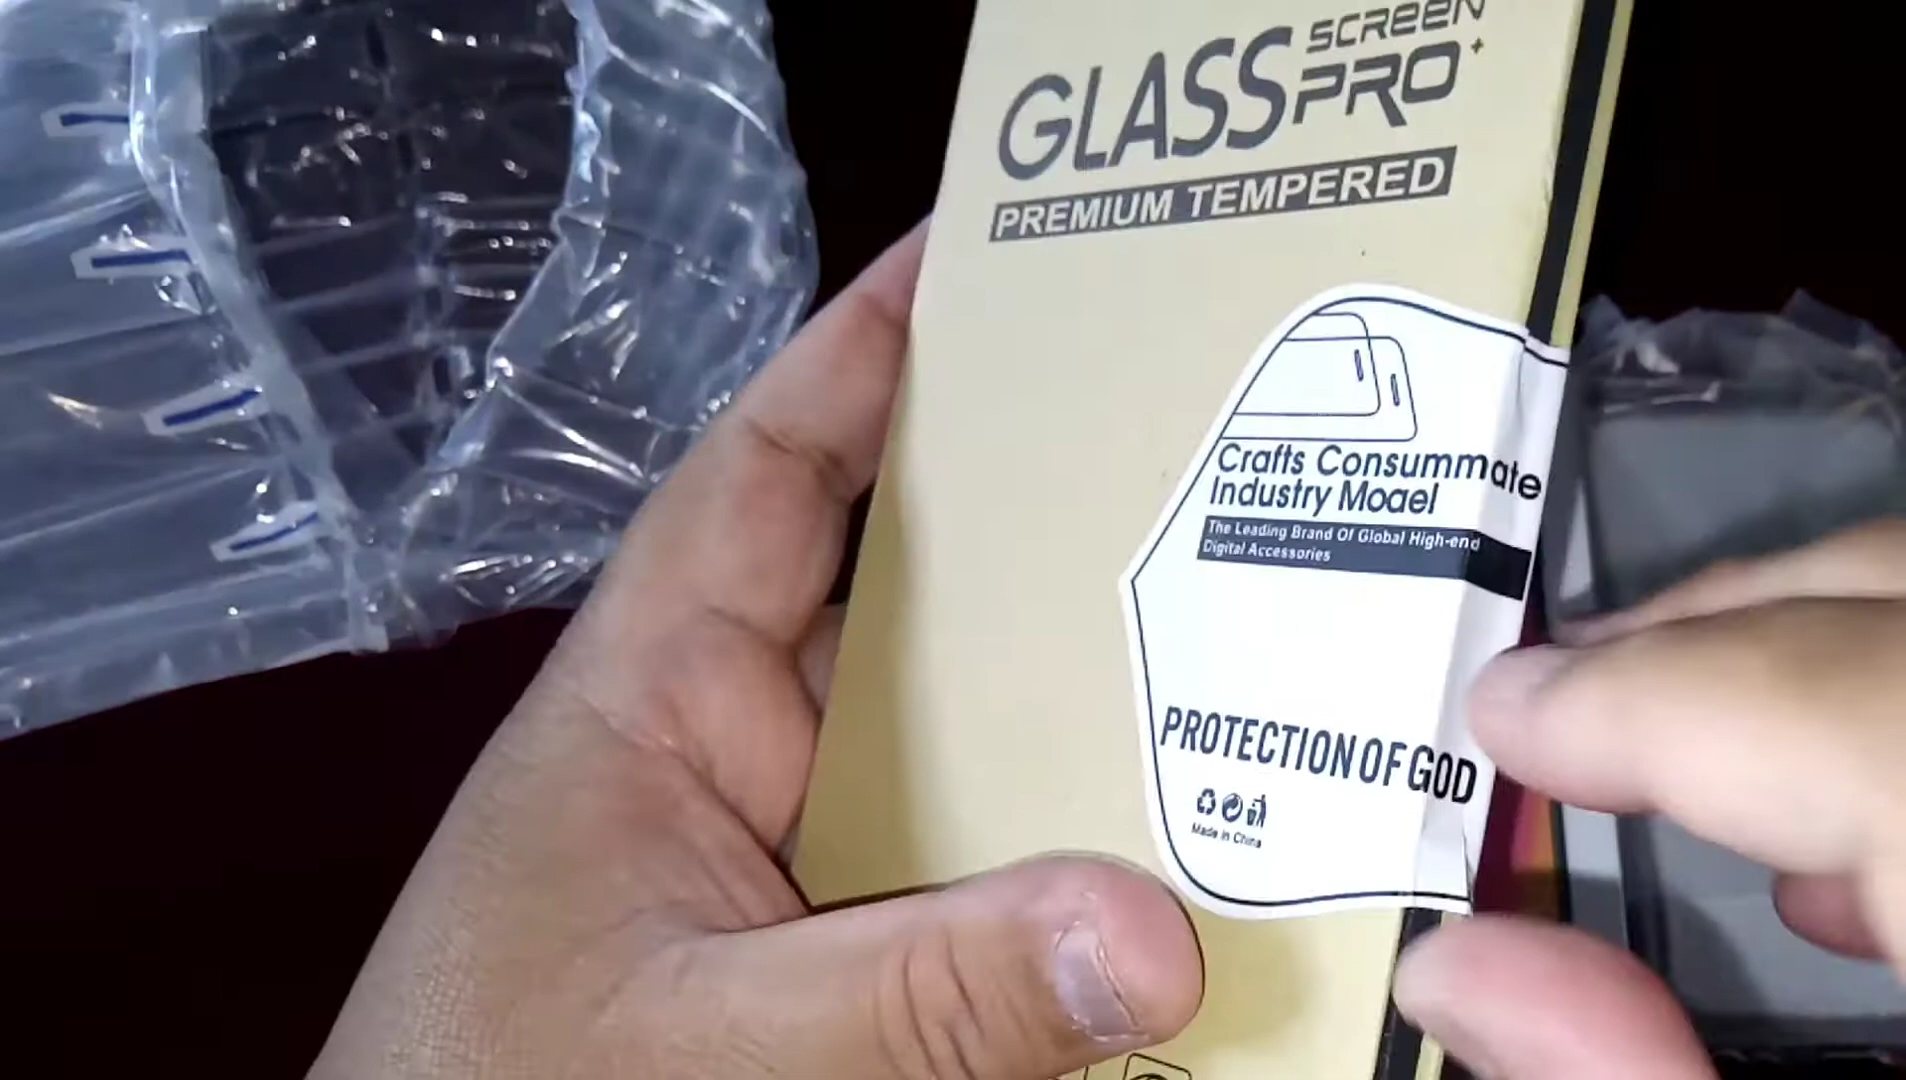 GLASS SCREEN
PRO+
PREMIUM TEMPERED
Crafts Consummate
Industry Moael
The Leading Brand Of Global High-end
Digital Accessories
PROTECTION OF GOD
Made in China